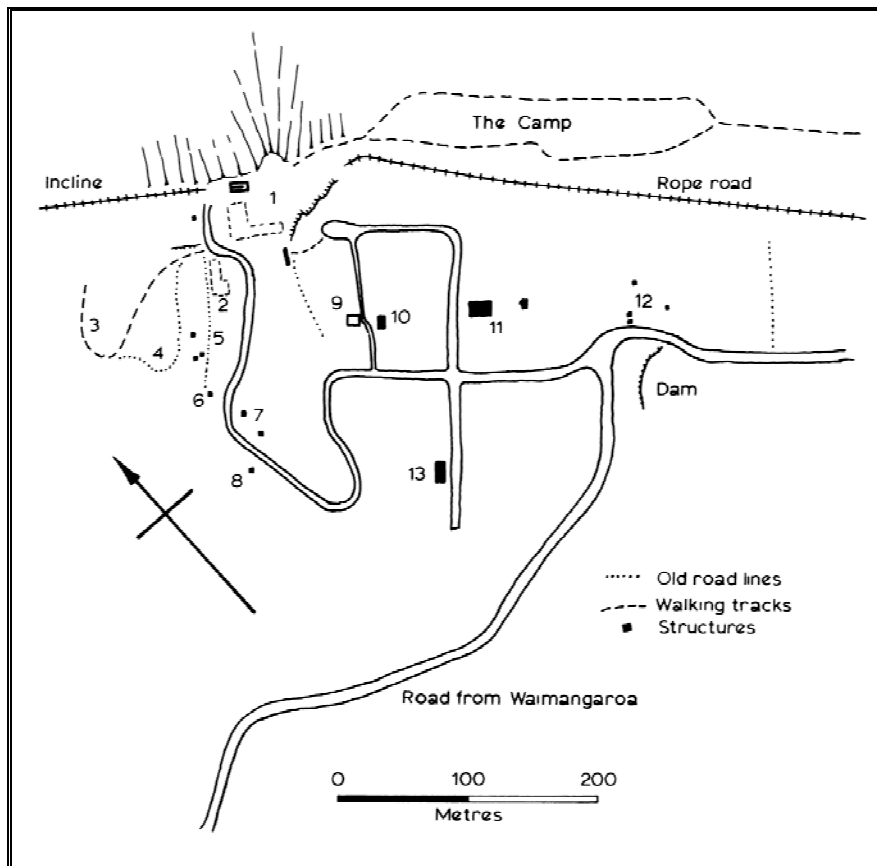 The Camp
Incline
Rope road
1
2
3
9
10
11
12
4
5
6
7
8
Dam
13
Old road lines
Walking tracks
Structures
Road from Waimangaroa
0 100 200
Metres